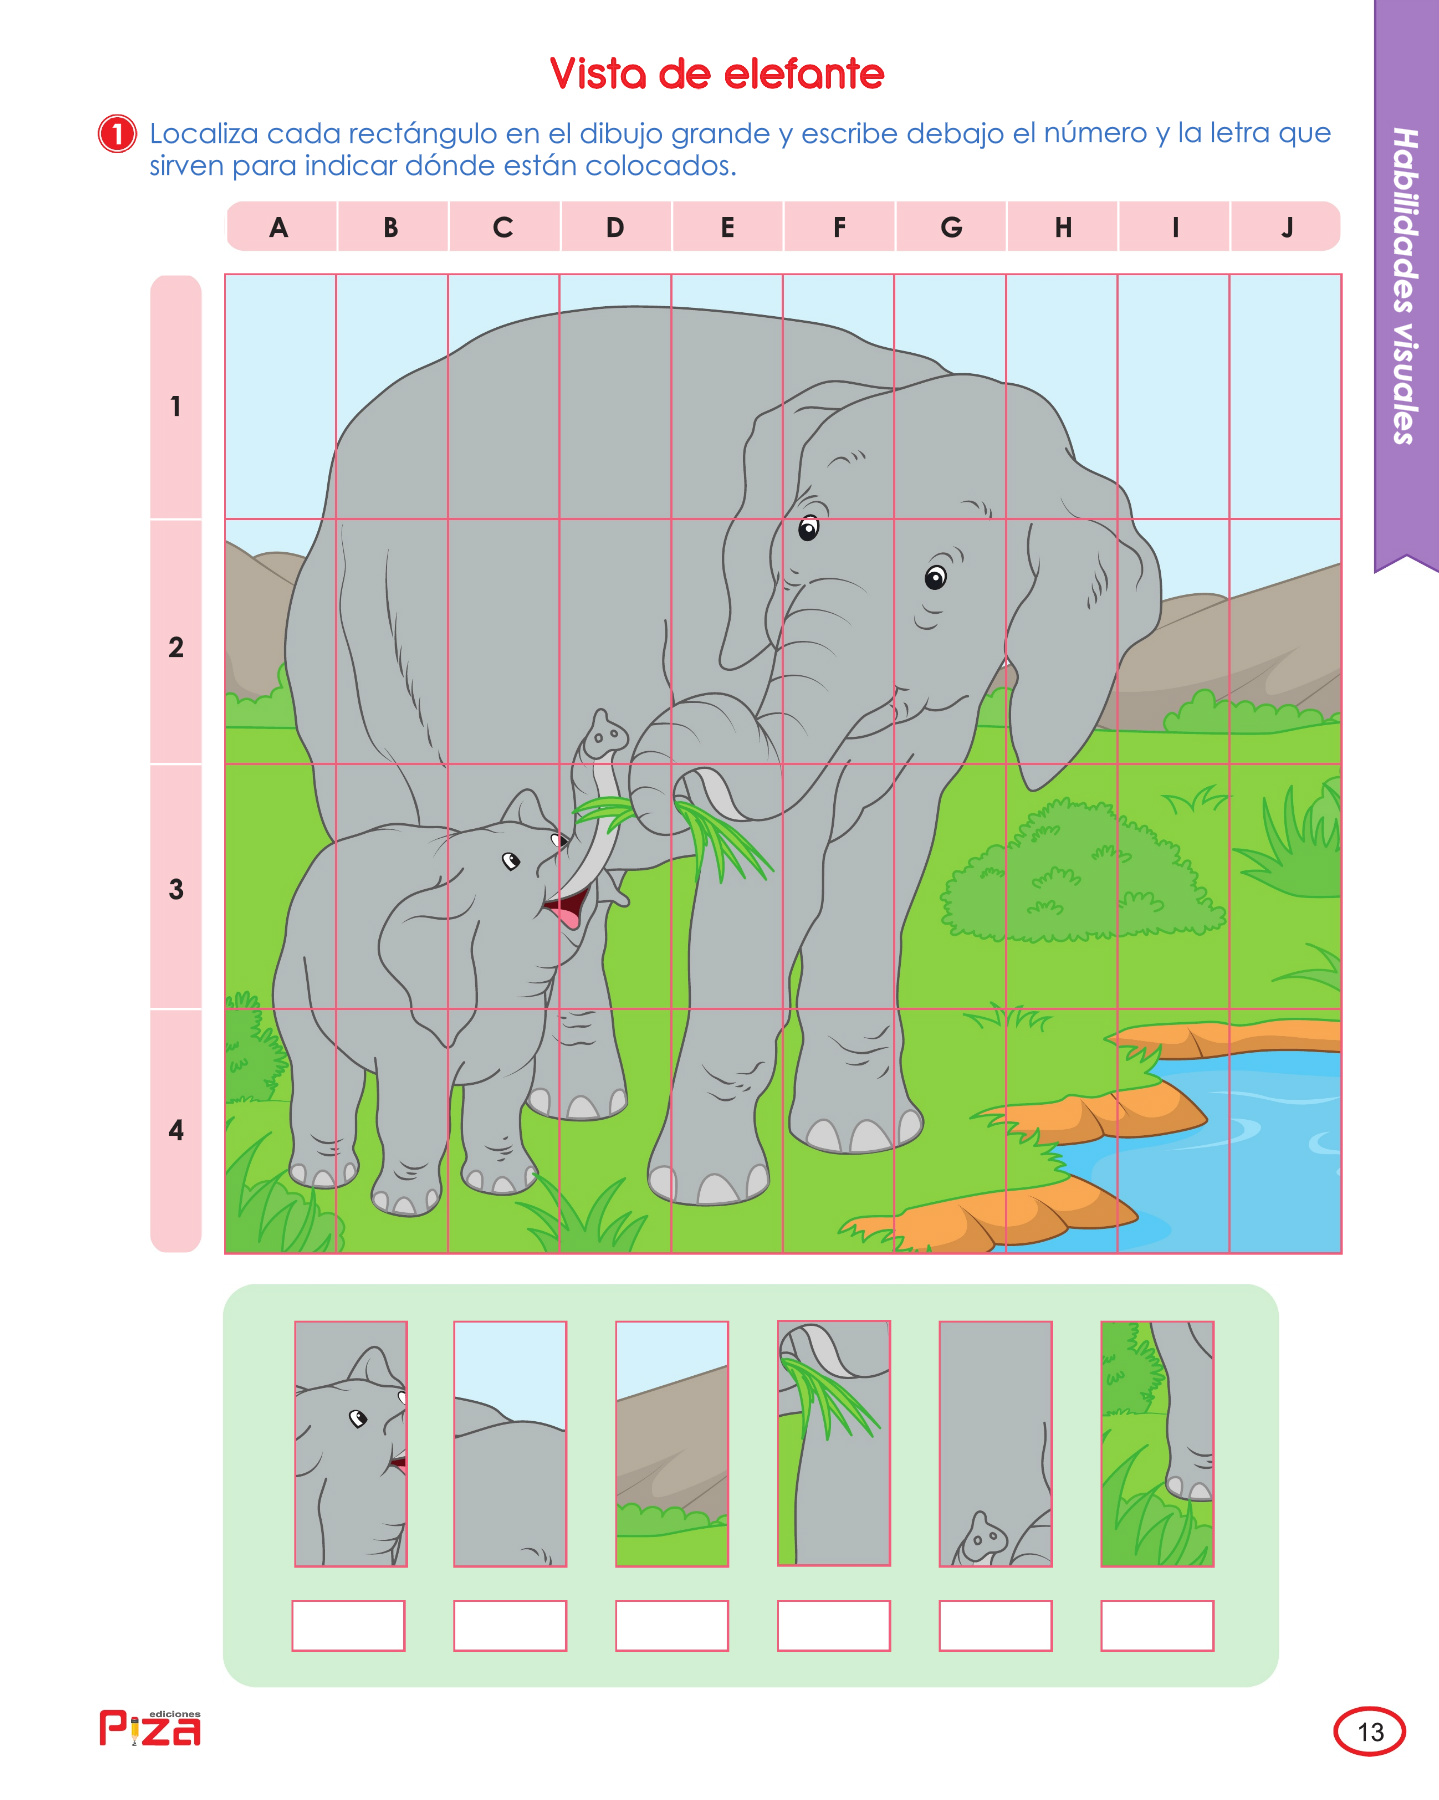 Vista de elefante
1 Localiza cada rectángulo en el dibujo grande y escribe debajo el número y la letra que
sirven para indicar dónde están colocados.
Habilidades visuales
A B C D E F G H I J
1
2
3
4
ediciones
Piza
13